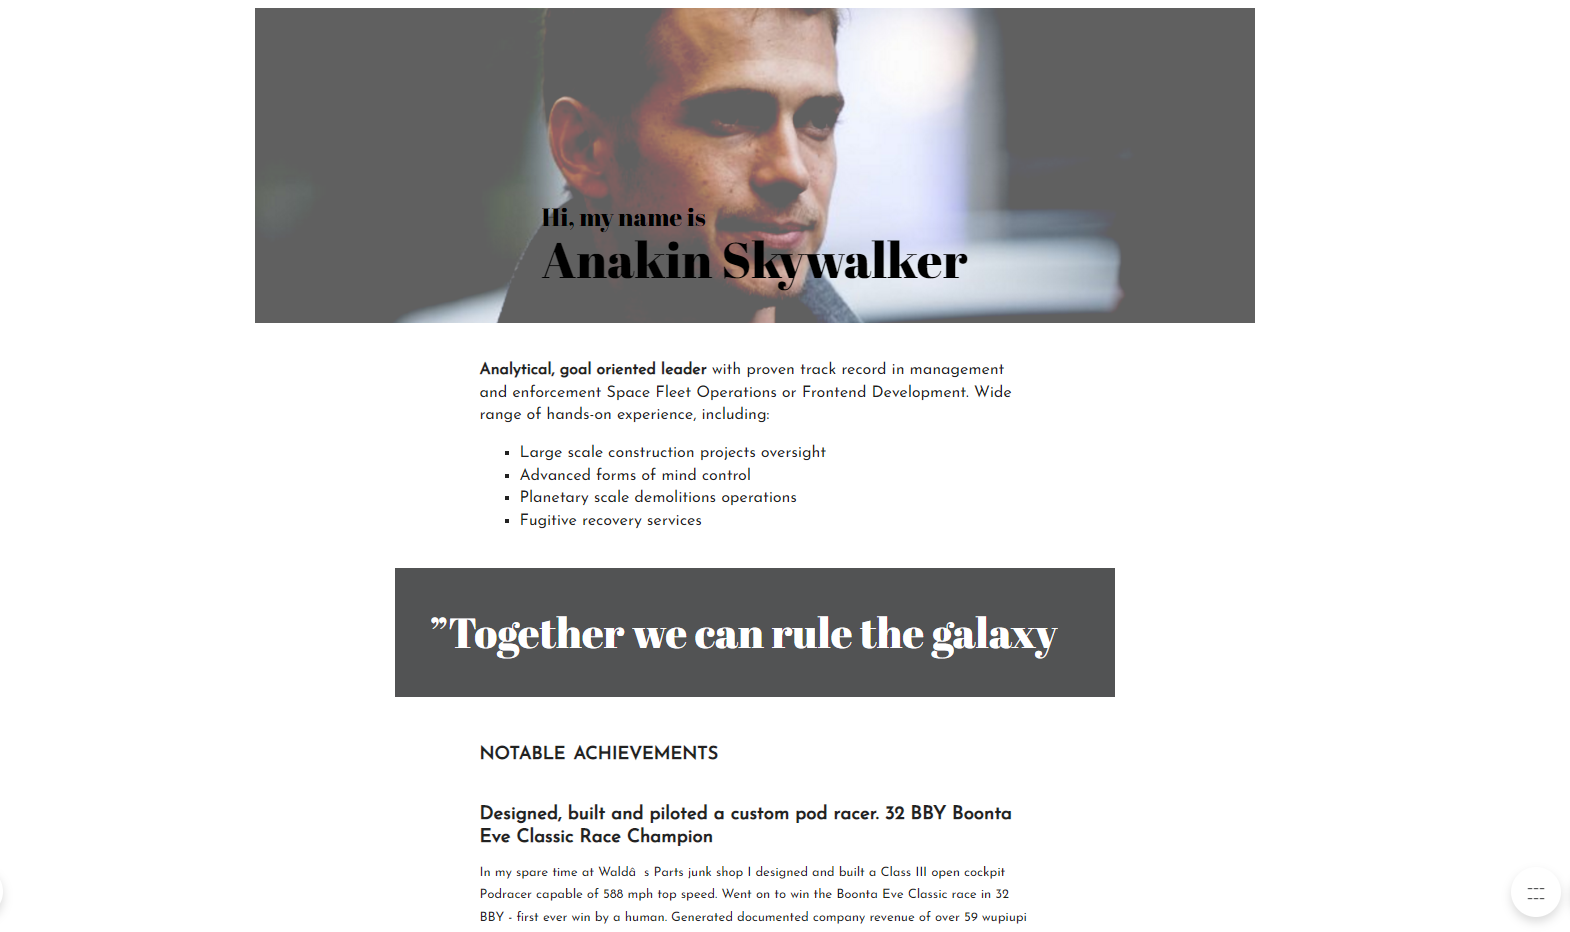 Hi, my name is
Anakin Skywalker
Analytical, goal oriented leader with proven track record in management
and enforcement Space Fleet Operations or Frontend Development. Wide
range of hands-on experience, including:
Large scale construction projects oversight
Advanced forms of mind control
Planetary scale demolitions operations
Fugitive recovery services
”Together we can rule the galaxy
NOTABLE ACHIEVEMENTS
Designed, built and piloted a custom pod racer. 32 BBY Boonta
Eve Classic Race Champion
In my spare time at Waldâ s Parts junk shop I designed and built a Class III open cockpit
Podracer capable of 588 mph top speed. Went on to win the Boonta Eve Classic race in 32
BBY - first ever win by a human. Generated documented company revenue of over 59 wupiupi